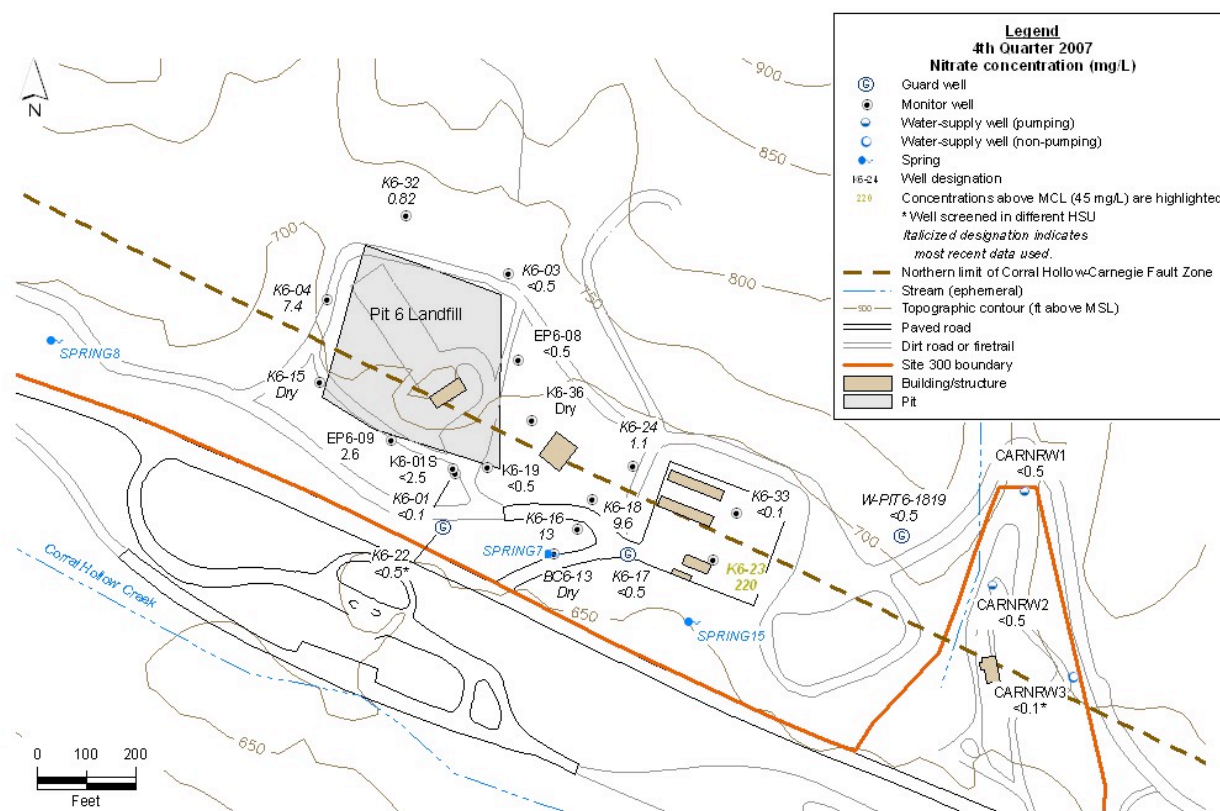 Legend
4th Quarter 2007
Nitrate concentration (mg/L)
Guard well
Monitor well
Water-supply well (pumping)
Water-supply well (non-pumping)
Spring
K6-24 Well designation
220 Concentrations above MCL (45 mg/L) are highlighted
* Well screened in different HSU
Italicized designation indicates
most recent data used.
Northern limit of Corral Hollow-Carnegie Fault Zone
Stream (ephemeral)
900 Topographic contour (ft above MSL)
Paved road
Dirt road or firetrail
Site 300 boundary
Building/structure
Pit
N
900
850
800
750
700
700
650
650
K6-32
0.82
K6-03
<0.5
K6-04
7.4
Pit 6 Landfill
EP6-08
<0.5
SPRING8
K6-15
Dry
K6-36
Dry
K6-24
1.1
EP6-09
2.6
K6-01S
<2.5
K6-19
<0.5
K6-01
<0.1
K6-18
9.6
K6-33
<0.1
K6-16
13
K6-22
<0.5*
SPRING7
BC6-13
Dry
K6-17
<0.5
K6-23
220
SPRING15
W-PIT6-1819
<0.5
CARNRW1
<0.5
CARNRW2
<0.5
CARNRW3
<0.1*
Corral Hollow Creek
0 100 200
Feet
G
G
G
G